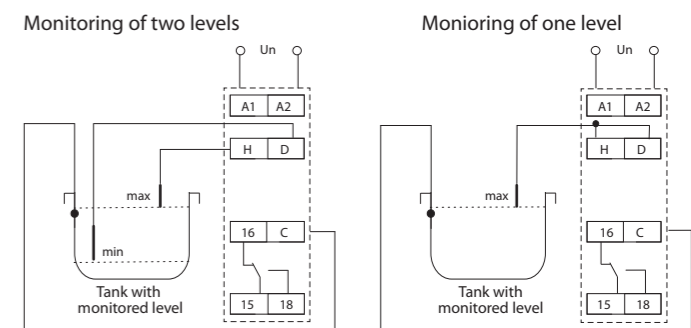 Monitoring of two levels
Un
A1 A2
H D
max
min
16 C
Tank with
monitored level
15 18
Monioring of one level
Un
A1 A2
H D
max
16 C
Tank with
monitored level
15 18